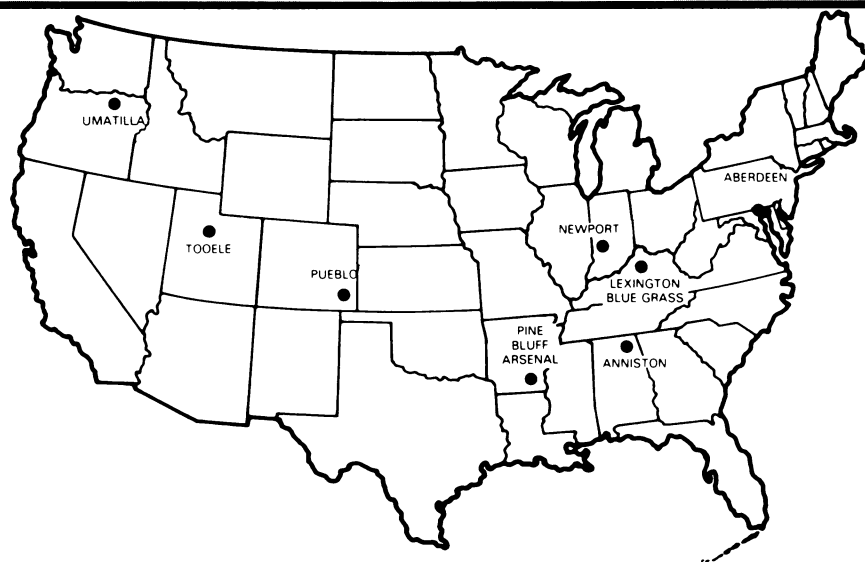 UMATILLA
ABERDEEN
TOOELE
NEWPORT
PUEBLO
LEXINGTON
BLUE GRASS
PINE
BLUFF
ARSENAL
ANNISTON